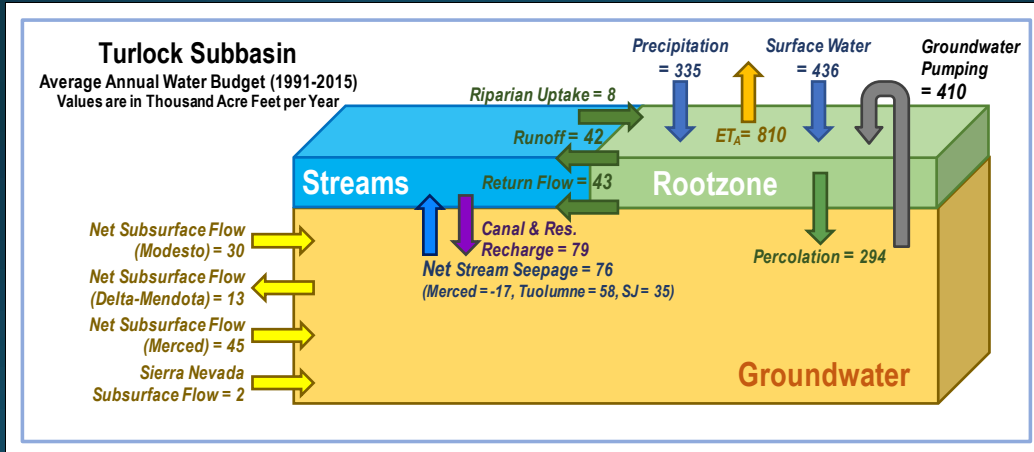 Turlock Subbasin
Average Annual Water Budget (1991-2015)
Values are in Thousand Acre Feet per Year
Precipitation
= 335
Surface Water
= 436
Groundwater
Pumping
= 410
Riparian Uptake = 8
Runoff = 42
ETA= 810
Streams
Return Flow = 43
Rootzone
Canal & Res.
Recharge = 79
Net Stream Seepage = 76
(Merced = -17, Tuolumne = 58, SJ = 35)
Percolation = 294
Net Subsurface Flow
(Modesto) = 30
Net Subsurface Flow
(Delta-Mendota) = 13
Net Subsurface Flow
(Merced) = 45
Sierra Nevada
Subsurface Flow = 2
Groundwater